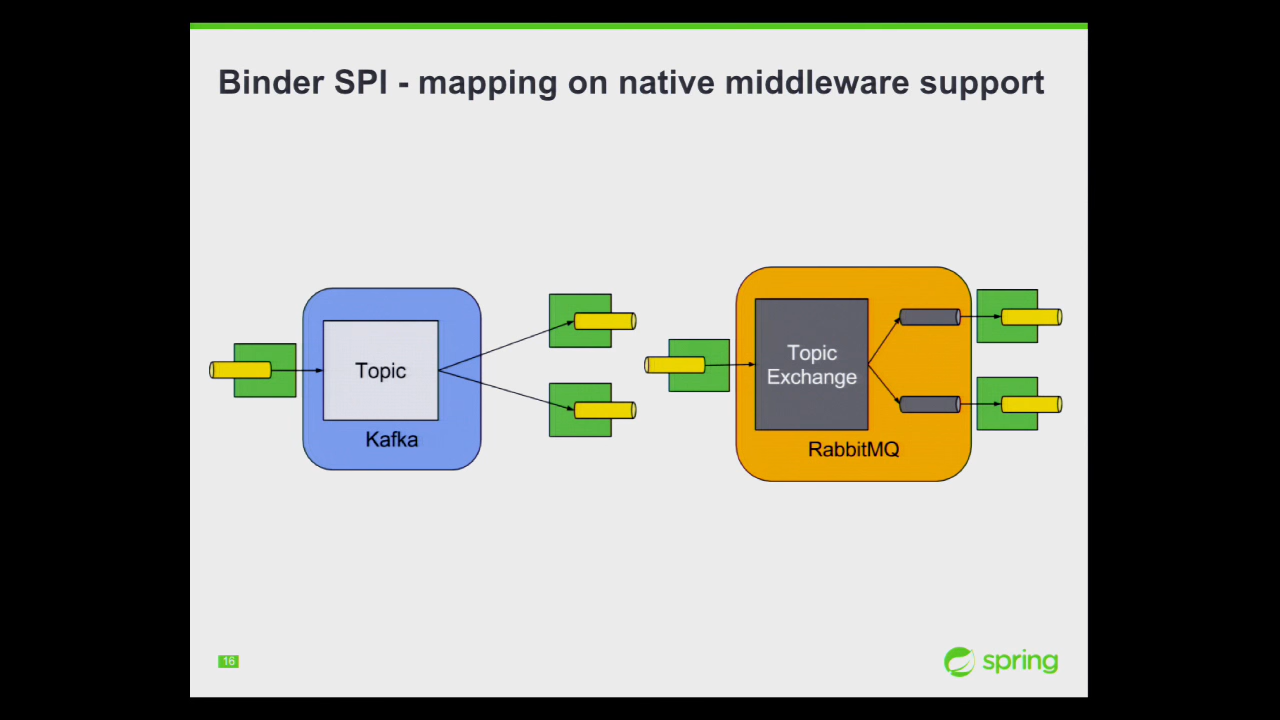 Binder SPI - mapping on native middleware support
Topic
Kafka
Topic
Exchange
RabbitMQ
16
spring